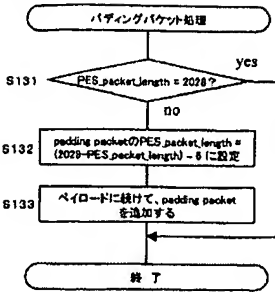 パディングパケット処理
yes
S131
PES_packet_length = 2028?
no
S132
padding packetのPES_packet_length =
(2028-PES_packet_length) - 6 に設定
S133
ペイロードに続けて、padding packet
を追加する
終了